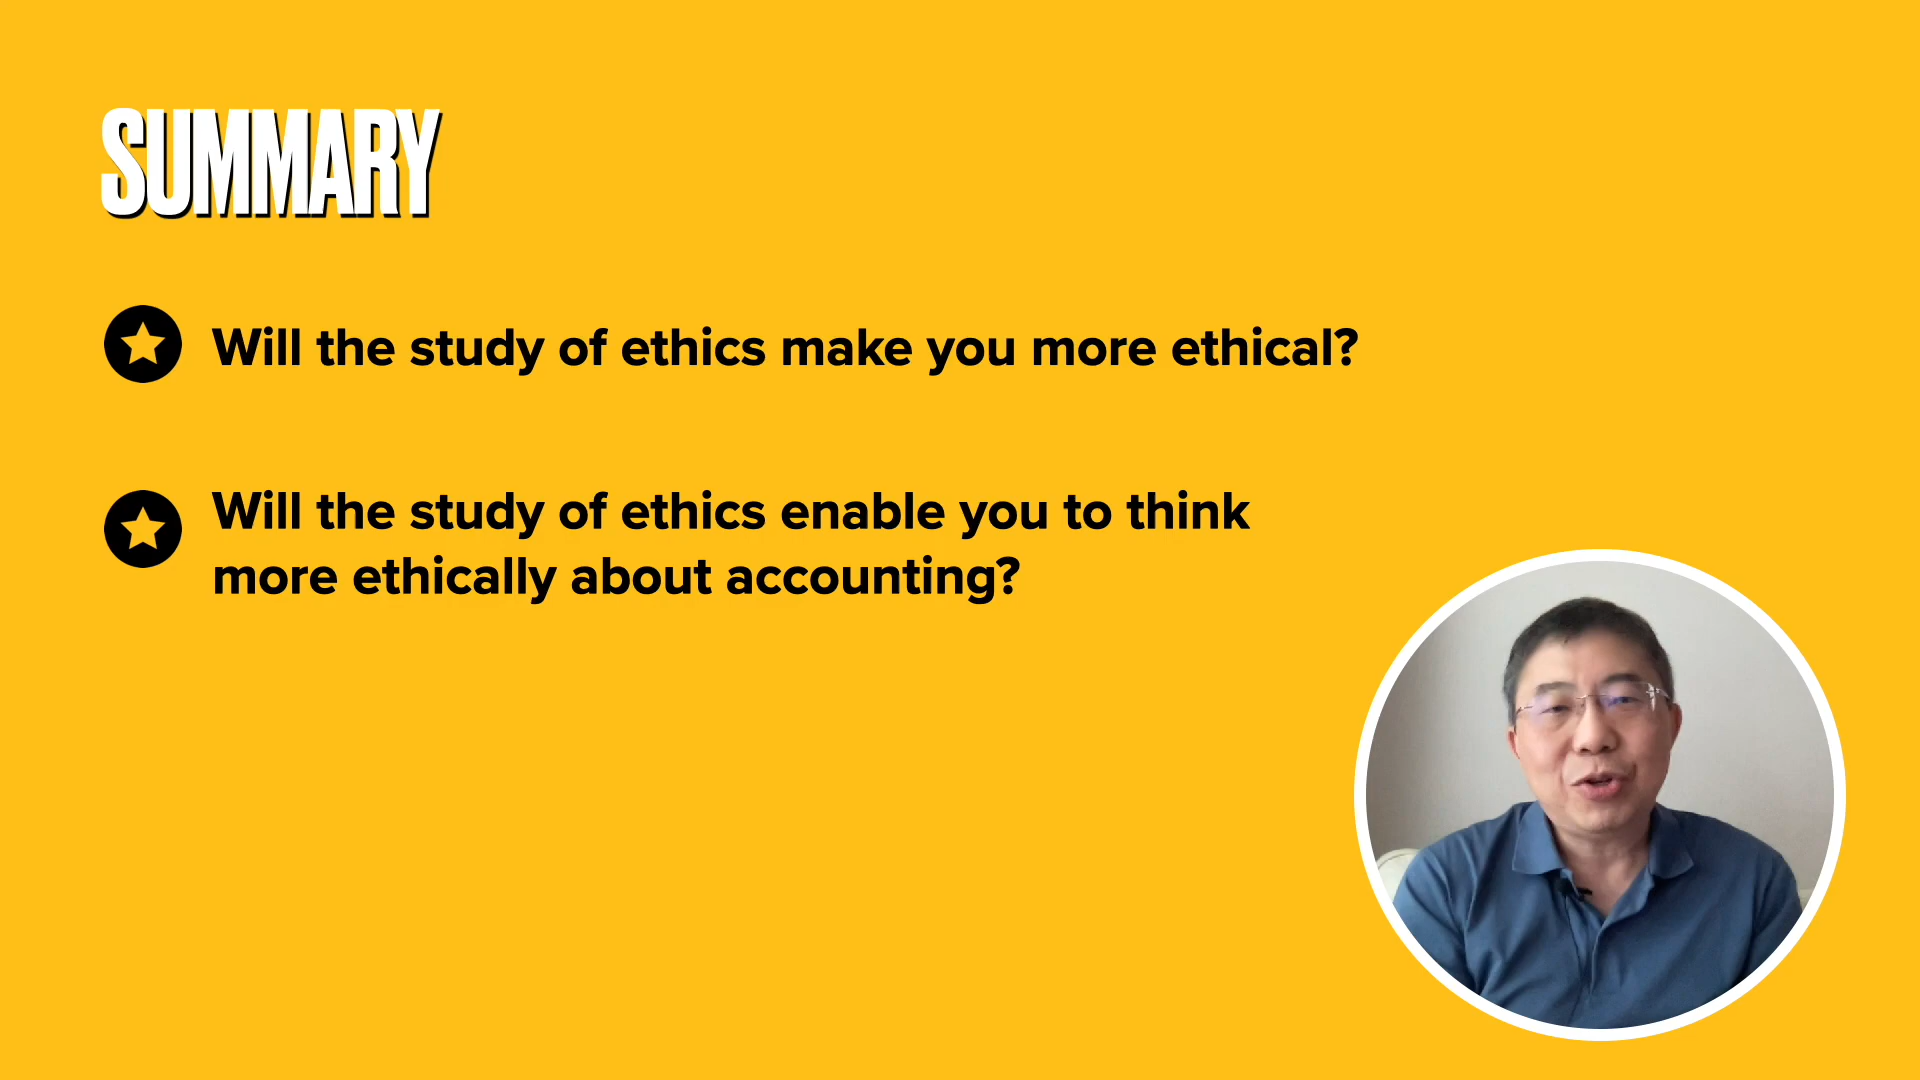 SUMMARY
Will the study of ethics make you more ethical?
Will the study of ethics enable you to think
more ethically about accounting?